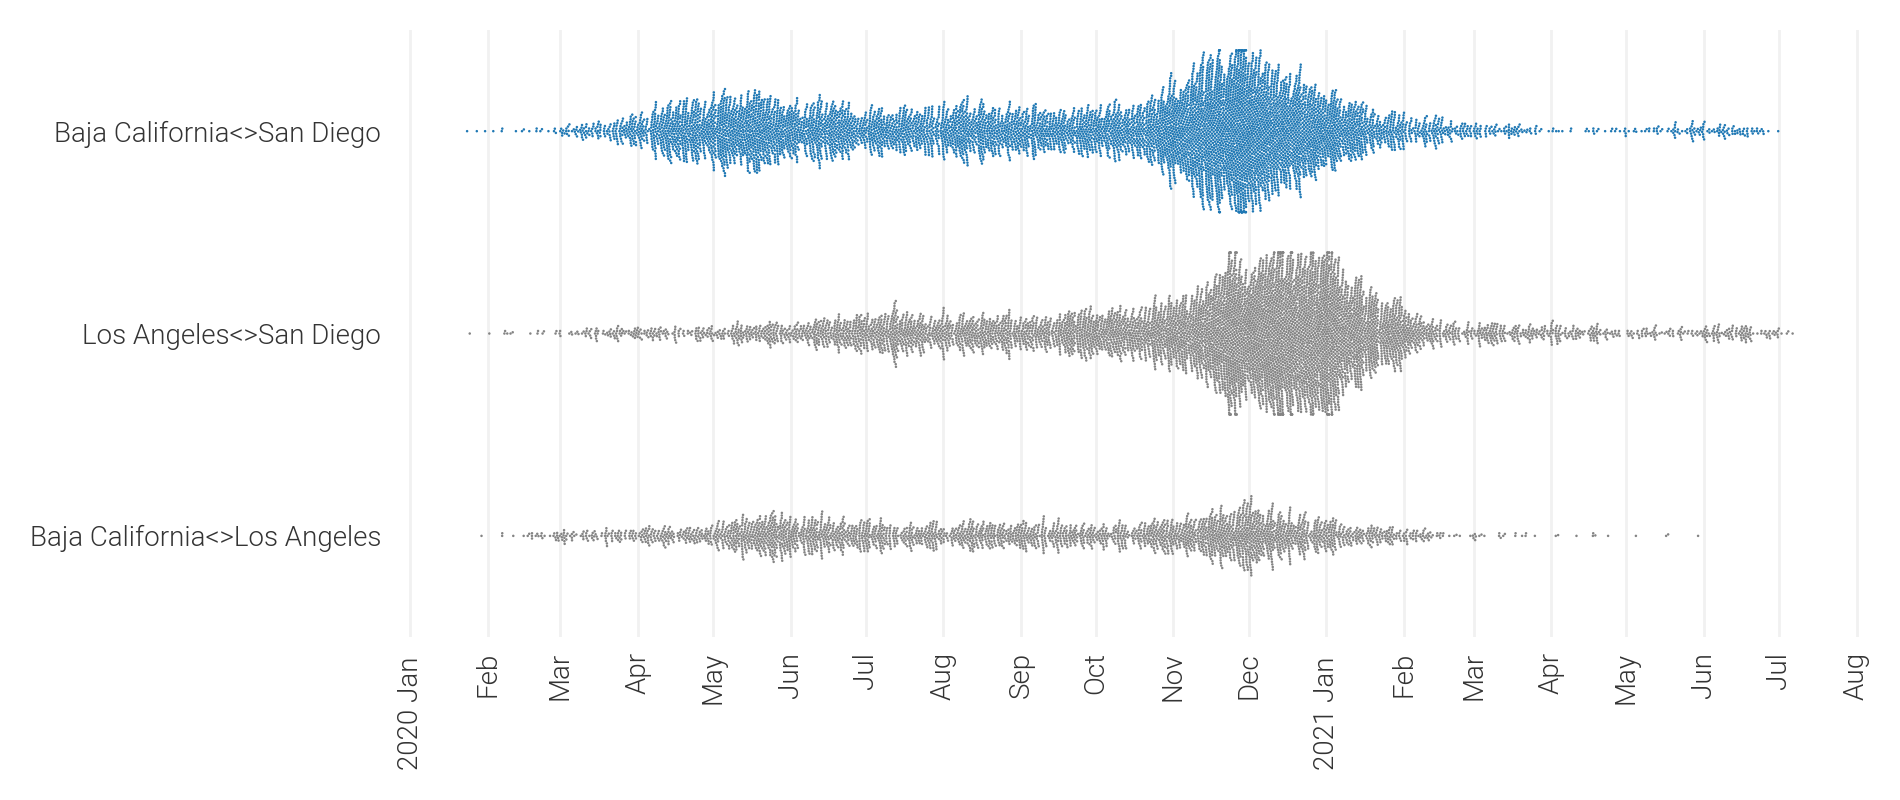 Baja California<>San Diego
Los Angeles<>San Diego
Baja California<>Los Angeles
2020 Jan
Feb
Mar
Apr
May
Jun
Jul
Aug
Sep
Oct
Nov
Dec
2021 Jan
Feb
Mar
Apr
May
Jun
Jul
Aug